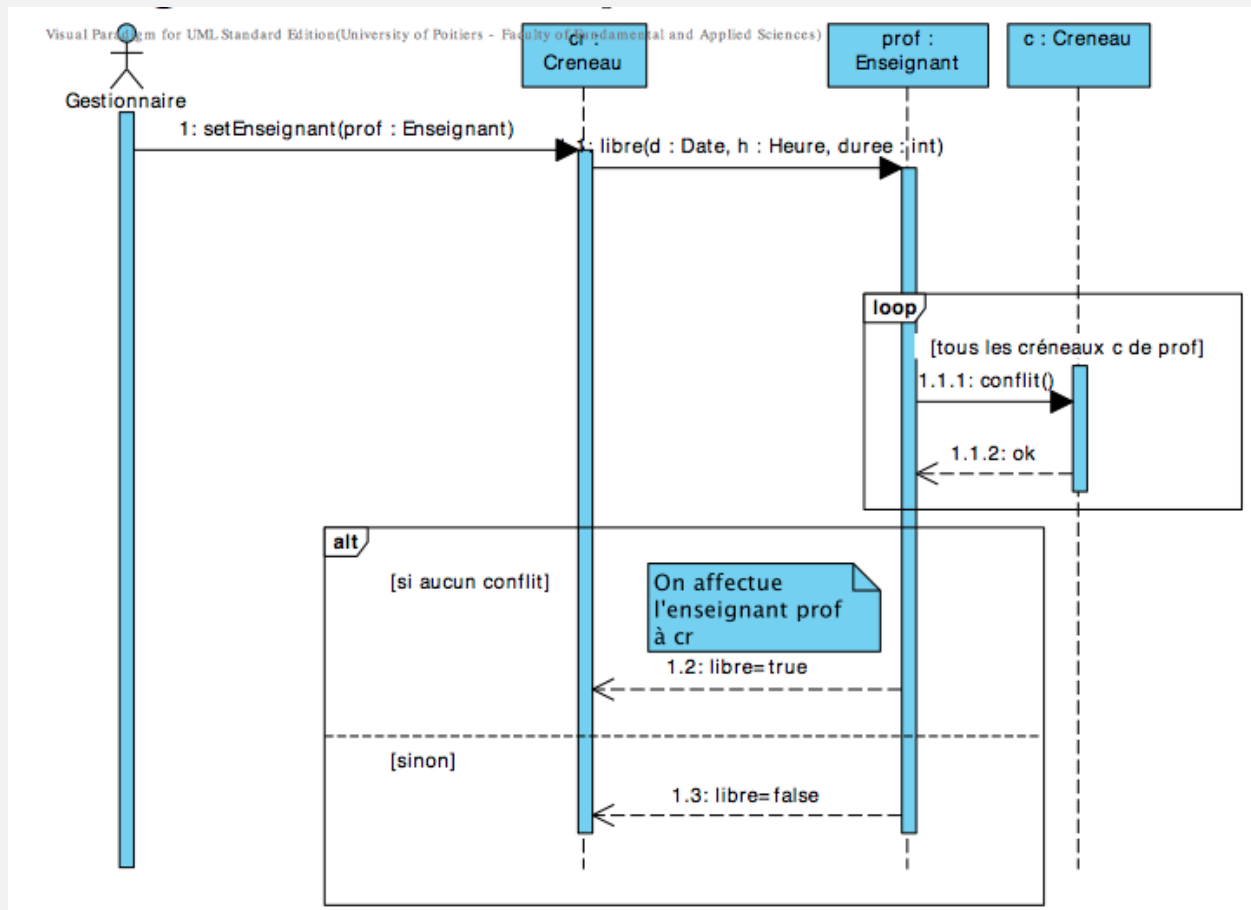 Visual Paradigm for UML Standard Edition(University of Poitiers - Faculty of Fundamental and Applied Sciences)
cr :
Creneau
prof :
Enseignant
c : Creneau
Gestionnaire
1: setEnseignant(prof : Enseignant)
1: libre(d : Date, h : Heure, duree : int)
loop
[tous les créneaux c de prof]
1.1.1: conflit()
1.1.2: ok
alt
[si aucun conflit]
On affectue
l'enseignant prof
à cr
1.2: libre=true
[sinon]
1.3: libre=false